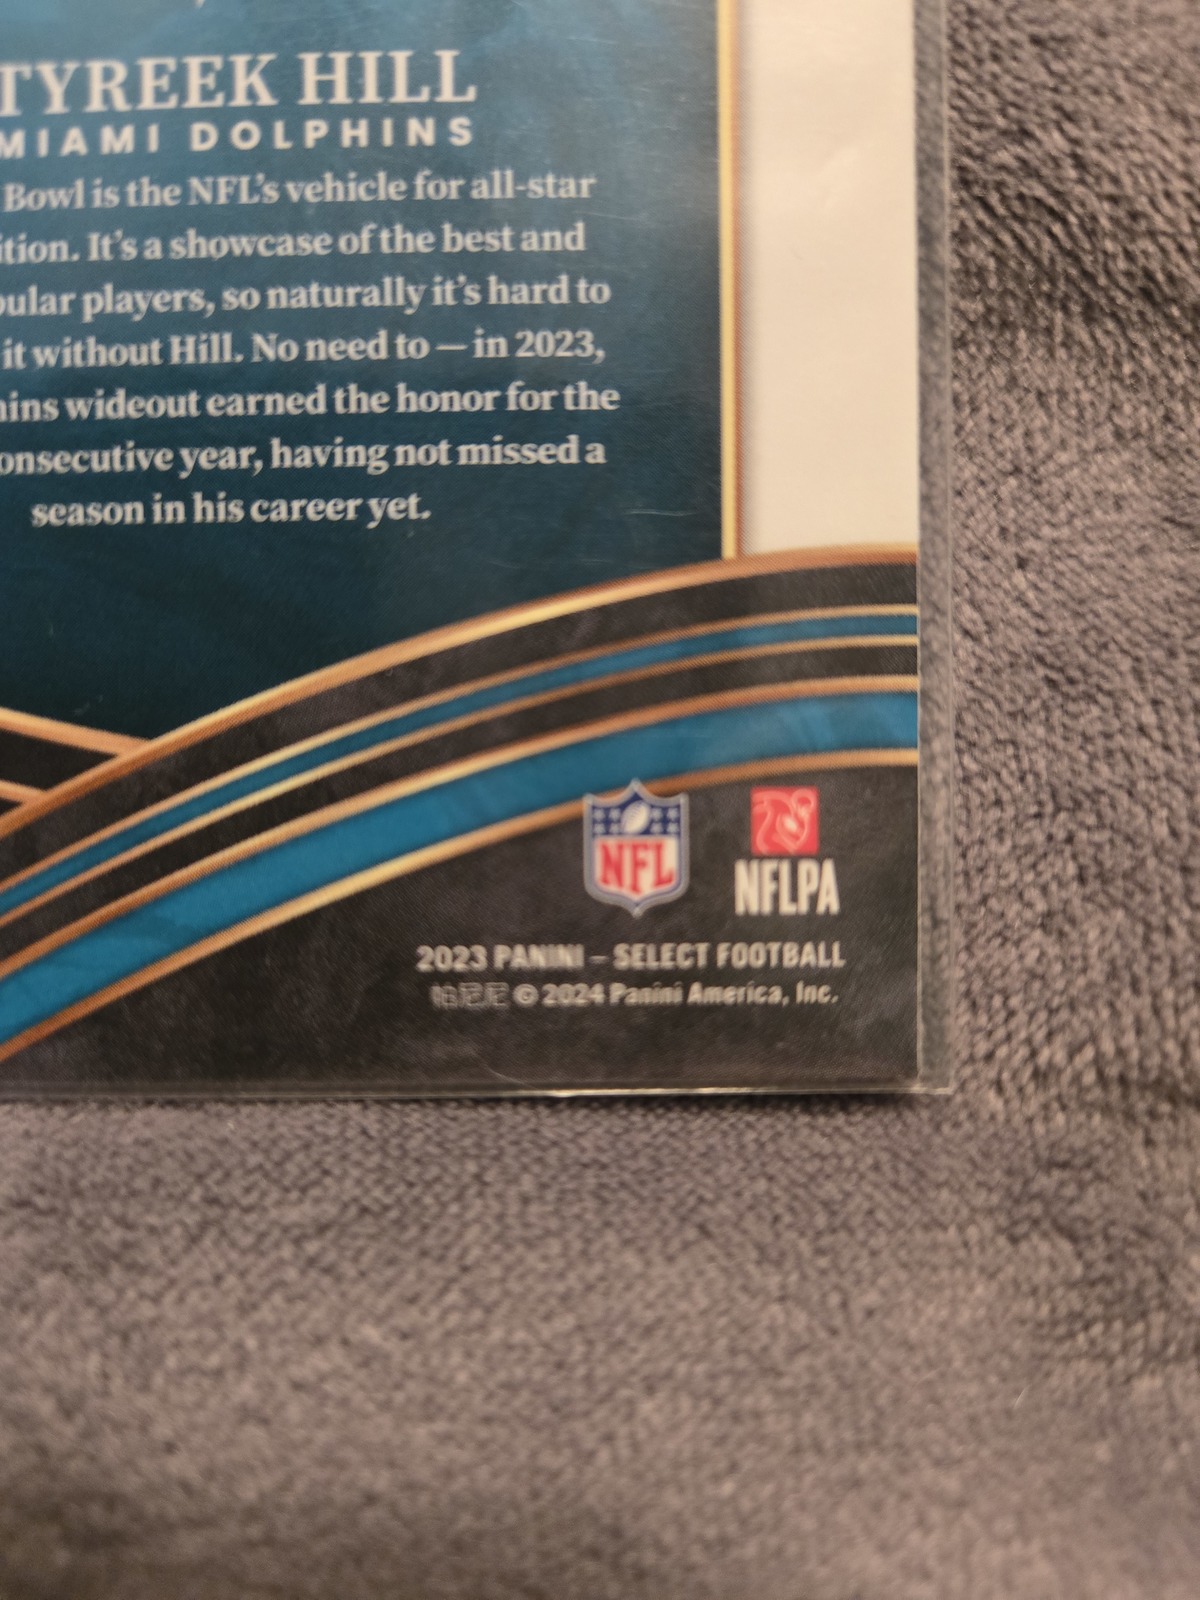 TYREEK HILL
MIAMI DOLPHINS
Bowl is the NFL's vehicle for all-star
ition. It's a showcase of the best and
pular players, so naturally it's hard to
it without Hill. No need to — in 2023,
hins wideout earned the honor for the
onsecutive year, having not missed a
season in his career yet.
NFL
NFLPA
2023 PANINI – SELECT FOOTBALL
帕尼尼 © 2024 Panini America, Inc.